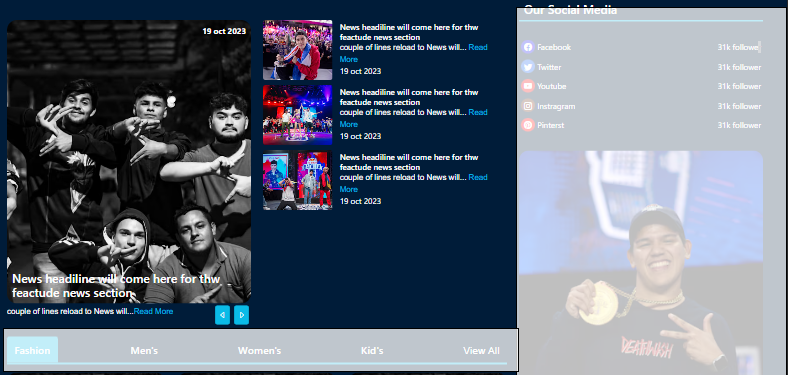 19 oct 2023
News headiline will come here for thw
feactude news section
couple of lines reload to News will...Read More
News headiline will come here for thw
feactude news section
couple of lines reload to News will... Read
More
19 oct 2023
News headiline will come here for thw
feactude news section
couple of lines reload to News will... Read
More
19 oct 2023
News headiline will come here for thw
feactude news section
couple of lines reload to News will... Read
More
19 oct 2023
Our Social Media
Facebook 31k follower
Twitter 31k follower
Youtube 31k follower
Instragram 31k follower
Pinterst 31k follower
DEATHWISH
Fashion Men's Women's Kid's View All